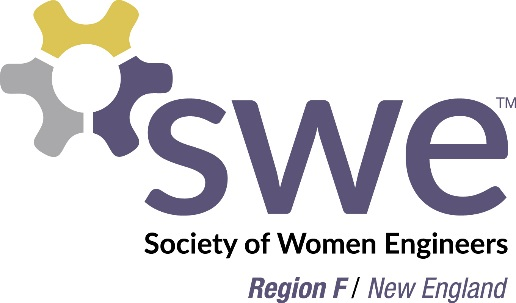 swe™
Society of Women Engineers
Region F / New England